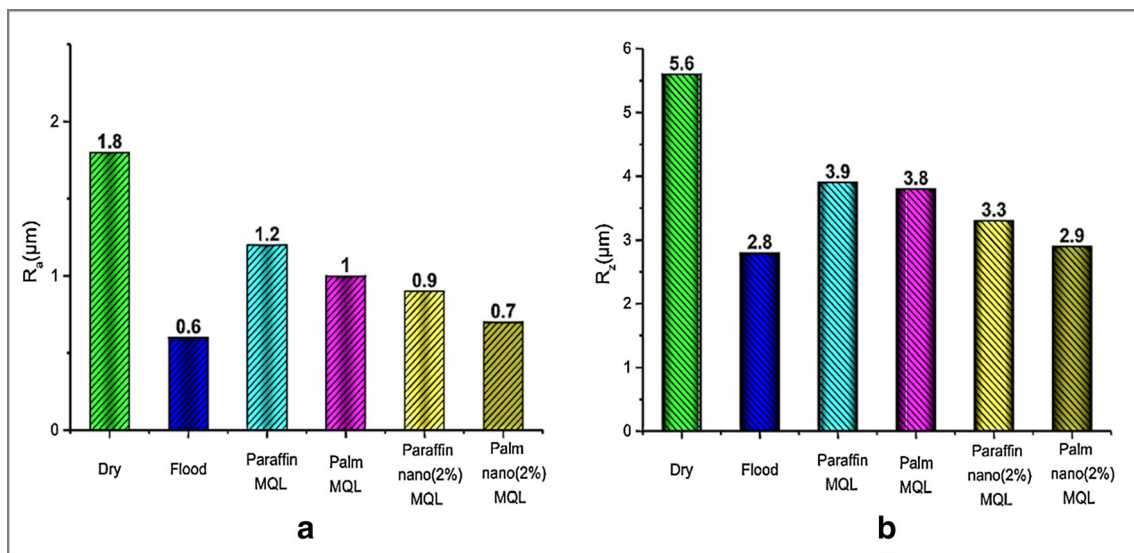 Ra(μm)
2
1
0
1.8
0.6
1.2
1
0.9
0.7
Dry
Flood
Paraffin
MQL
Palm
MQL
Paraffin
nano(2%)
MQL
Palm
nano(2%)
MQL
a
Rz(μm)
6
5
4
3
2
1
0
5.6
2.8
3.9
3.8
3.3
2.9
Dry
Flood
Paraffin
MQL
Palm
MQL
Paraffin
nano(2%)
MQL
Palm
nano(2%)
MQL
b